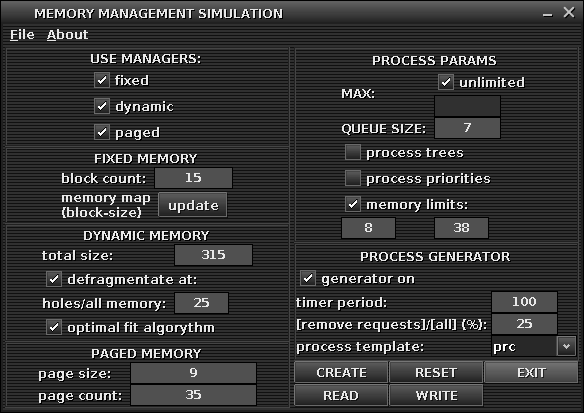 MEMORY MANAGEMENT SIMULATION
File About
USE MANAGERS:
fixed
dynamic
paged
FIXED MEMORY
block count: 15
memory map
(block-size) update
DYNAMIC MEMORY
total size: 315
defragmentate at:
holes/all memory: 25
optimal fit algorythm
PAGED MEMORY
page size: 9
page count: 35
PROCESS PARAMS
unlimited
MAX:
QUEUE SIZE: 7
process trees
process priorities
memory limits:
8 38
PROCESS GENERATOR
generator on
timer period: 100
[remove requests]/[all] {%}: 25
process template: prc
CREATE RESET EXIT
READ WRITE